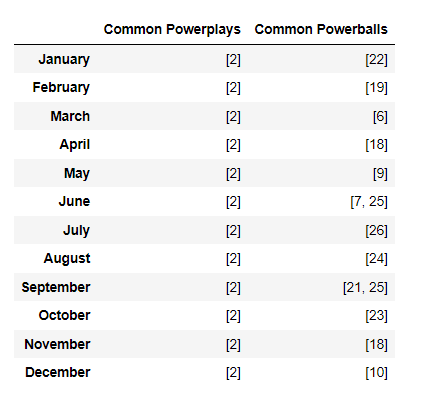 Common Powerplays Common Powerballs
January [2] [22]
February [2] [19]
March [2] [6]
April [2] [18]
May [2] [9]
June [2] [7, 25]
July [2] [26]
August [2] [24]
September [2] [21, 25]
October [2] [23]
November [2] [18]
December [2] [10]